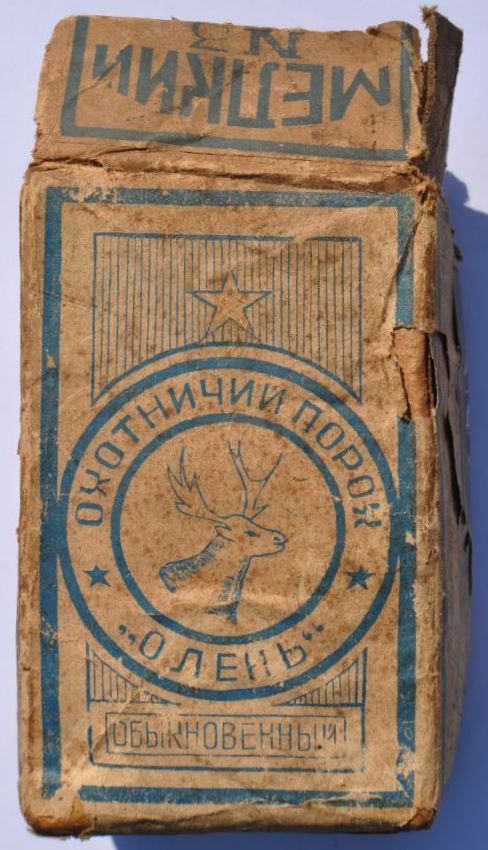 МЕЛКИЙ
№3
ОХОТНИЧИЙ ПОРОХ
„ОЛЕНЬ“
ОБЫКНОВЕННЫЙ